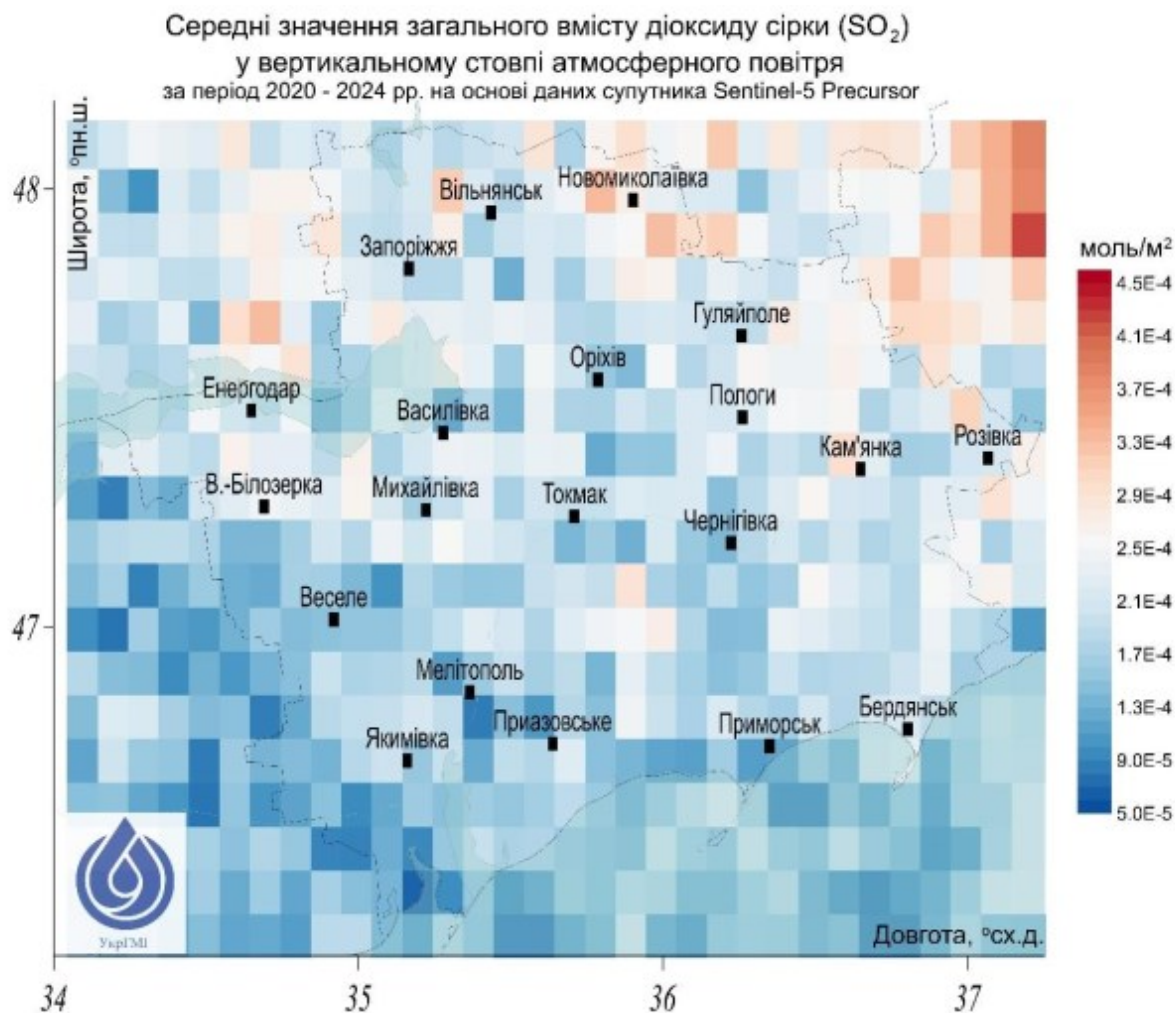 Середні значення загального вмісту діоксиду сірки (SO₂)
у вертикальному стовпі атмосферного повітря
за період 2020 - 2024 рр. на основі даних супутника Sentinel-5 Precursor
Широта, °пн.ш.
48
47
Новомиколаївка
Вільнянськ
Запоріжжя
Гуляйполе
Оріхів
Енергодар
Василівка
Пологи
Кам'янка
Розівка
В.-Білозерка
Михайлівка
Токмак
Чернігівка
Веселе
Мелітополь
Приазовське
Приморськ
Бердянськ
Якимівка
УкрГМІ
Довгота, °сх.д.
34
35
36
37
моль/м²
4.5E-4
4.1E-4
3.7E-4
3.3E-4
2.9E-4
2.5E-4
2.1E-4
1.7E-4
1.3E-4
9.0E-5
5.0E-5